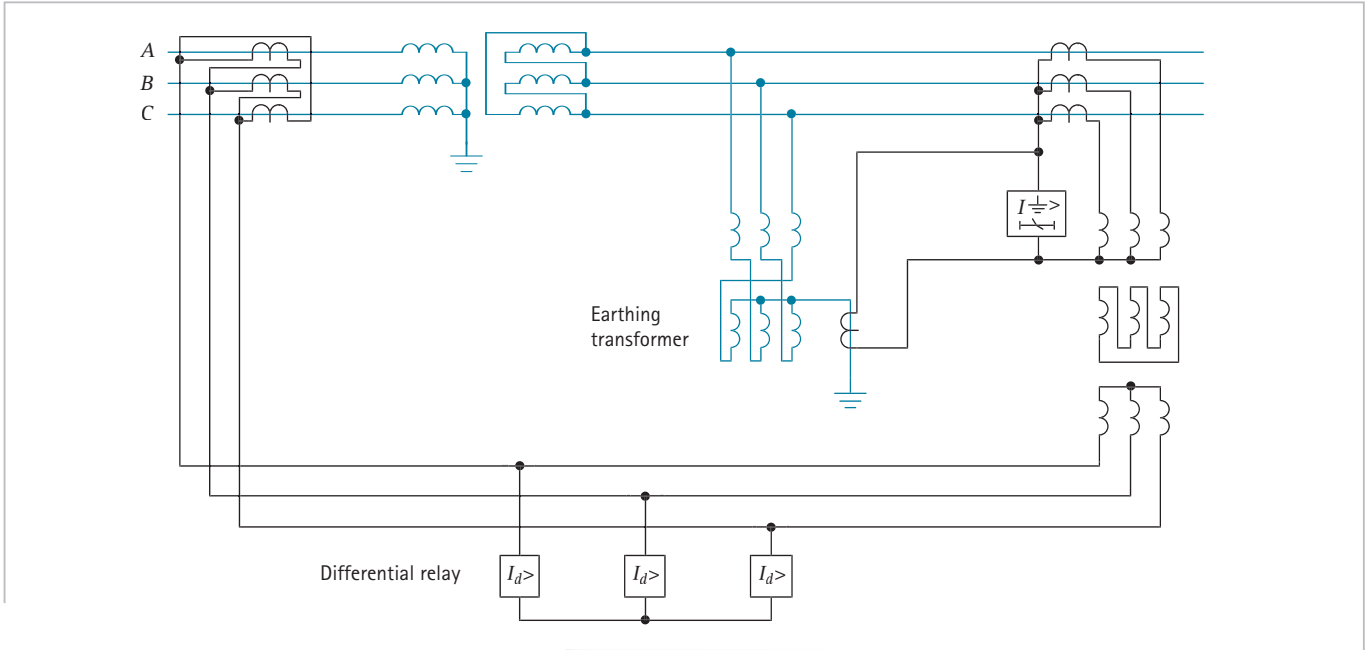 A
B
C
I >
Earthing
transformer
Differential relay
Id>
Id>
Id>